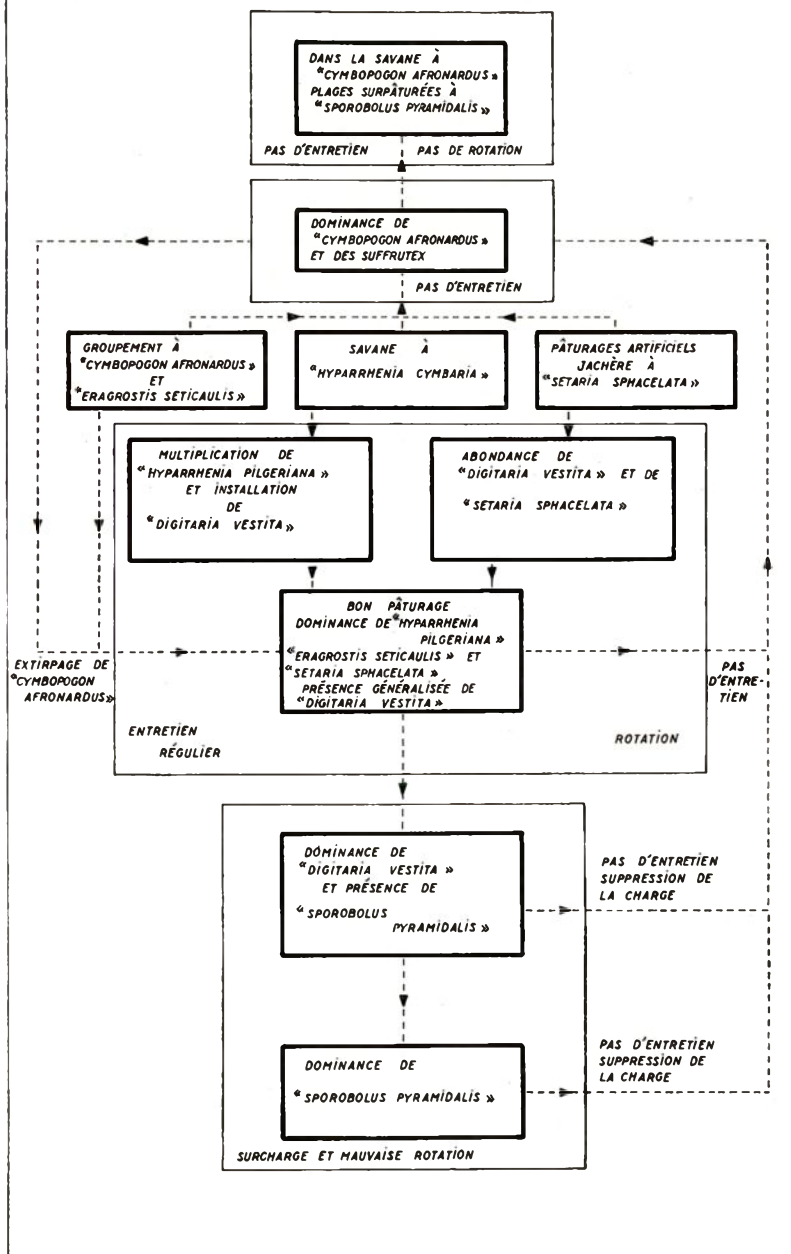 DANS LA SAVANE À
"CYMBOPOGON AFRONARDUS»
PLAGES SURPÂTURÉES À
"SPOROBOLUS PYRAMIDALIS»
PAS D'ENTRETIEN PAS DE ROTATION
DOMINANCE DE
"CYMBOPOGON AFRONARDUS»
ET DES SUFFRUTEX
PAS D'ENTRETIEN
GROUPEMENT À
"CYMBOPOGON AFRONARDUS»
ET
"ERAGROSTIS SETICAULIS»
SAVANE À
"HYPARRHENIA CYMBARIA»
PÂTURAGES ARTIFICIELS
JACHÈRE À
"SETARIA SPHACELATA»
MULTIPLICATION DE
"HYPARRHENIA PILGERIANA»
ET INSTALLATION
DE
"DIGITARIA VESTITA»
ABONDANCE DE
"DIGITARIA VESTITA» ET DE
"SETARIA SPHACELATA»
BON PÂTURAGE
DOMINANCE DE "HYPARRHENIA
PILGERIANA»
"ERAGROSTIS SETICAULIS» ET
"SETARIA SPHACELATA»
PRÉSENCE GÉNÉRALISÉE DE
"DIGITARIA VESTITA»
EXTIRPAGE DE
"CYMBOPOGON
AFRONARDUS»
PAS
D'ENTRE-
TIEN
ENTRETIEN
RÉGULIER
ROTATION
DOMINANCE DE
"DIGITARIA VESTITA»
ET PRÉSENCE DE
"SPOROBOLUS
PYRAMIDALIS»
PAS D'ENTRETIEN
SUPPRESSION DE
LA CHARGE
DOMINANCE DE
"SPOROBOLUS PYRAMIDALIS»
PAS D'ENTRETIEN
SUPPRESSION DE
LA CHARGE
SURCHARGE ET MAUVAISE ROTATION